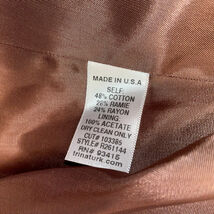 MADE IN U.S.A
SELF:
48% COTTON
28% RAMIE
24% RAYON
LINING:
100% ACETATE
DRY CLEAN ONLY
CUT# 103385
STYLE# R261144
RN# 93415
trinaturk.com